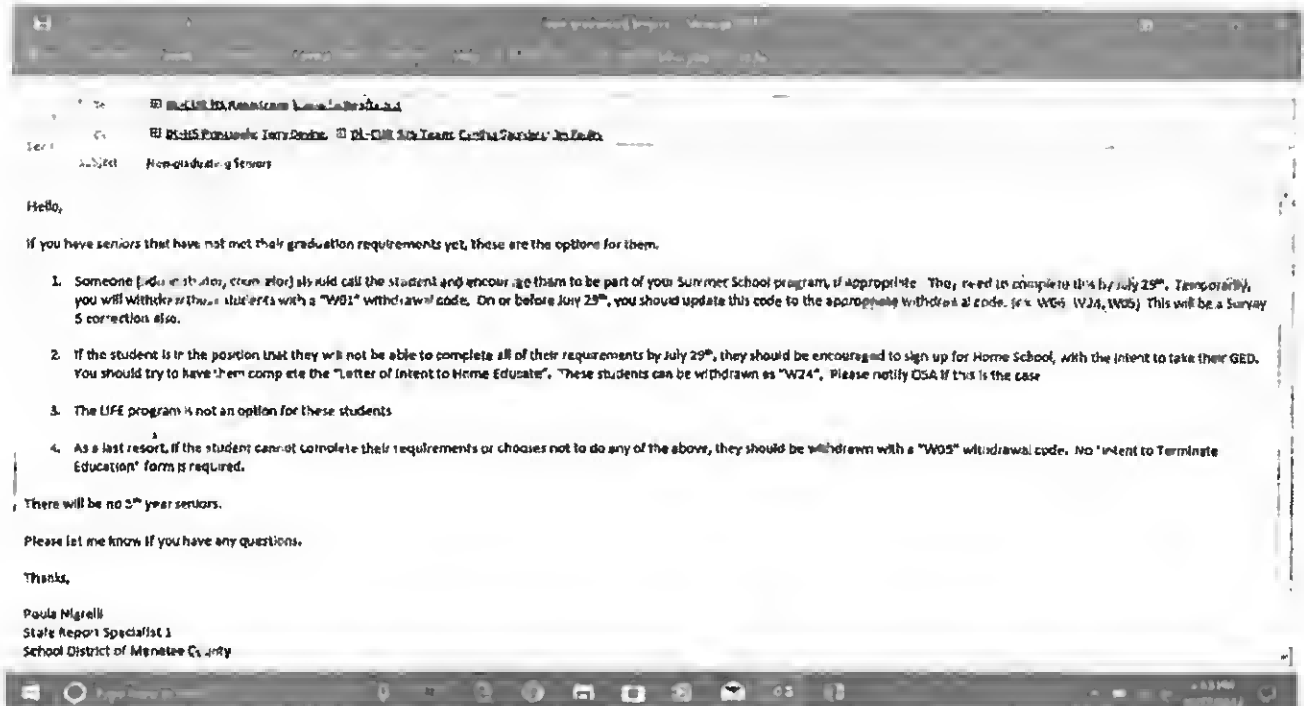 To
Subject Non-graduating Seniors
Hello,
If you have seniors that have not met their graduation requirements yet, these are the options for them.
1. Someone should call the student and encourage them to be part of your Summer School program, if appropriate. They need to complete this by July 29th. Temporarily,
you will withdraw these students with a "W01" withdrawal code. On or before July 29th, you should update this code to the appropriate withdrawal code. This will be a Survey
5 correction also.
2. If the student is in the position that they will not be able to complete all of their requirements by July 29th, they should be encouraged to sign up for Home School, with the intent to take their GED.
You should try to have them complete the "Letter of Intent to Home Educate". These students can be withdrawn as "W24". Please notify OSA if this is the case
3. The LIFE program is not an option for these students
4. As a last resort, if the student cannot complete their requirements or chooses not to do any of the above, they should be withdrawn with a "W05" withdrawal code. No "Intent to Terminate
Education" form is required.
There will be no 5th year seniors.
Please let me know if you have any questions.
Thanks,
Paula Nigrelli
State Report Specialist 1
School District of Manatee County